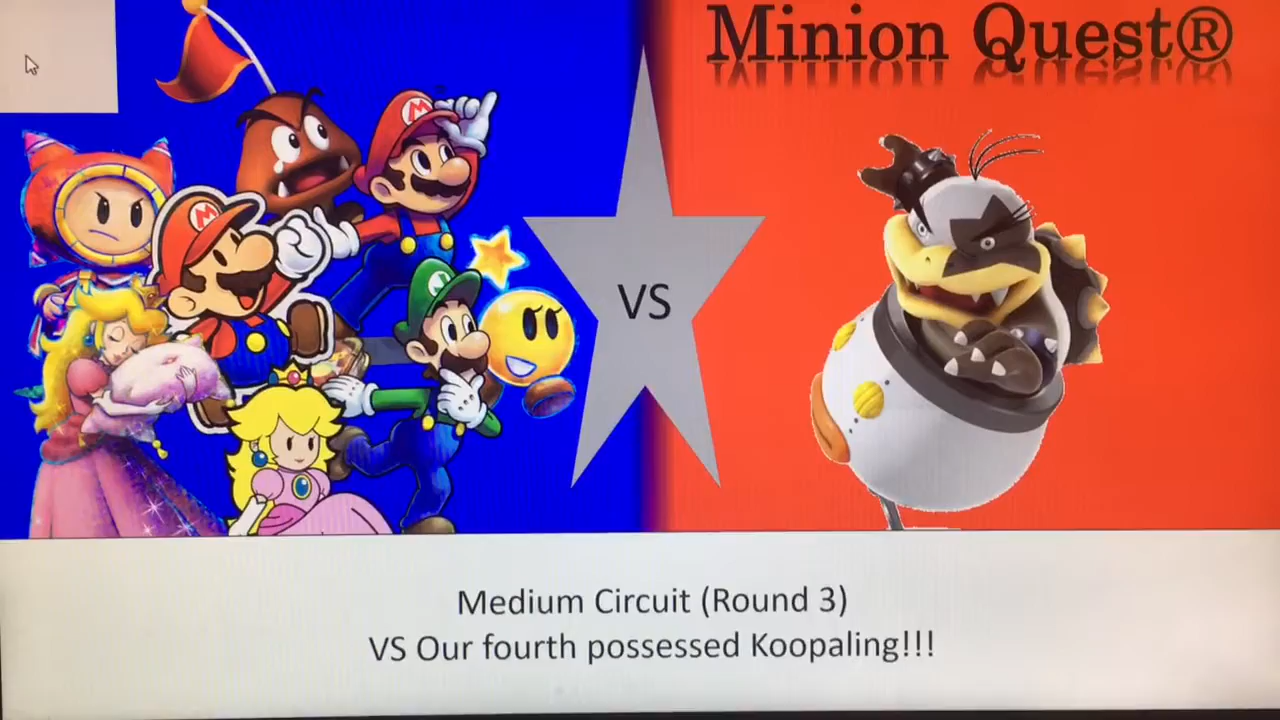 Minion Quest®
VS
Medium Circuit (Round 3)
VS Our fourth possessed Koopaling!!!